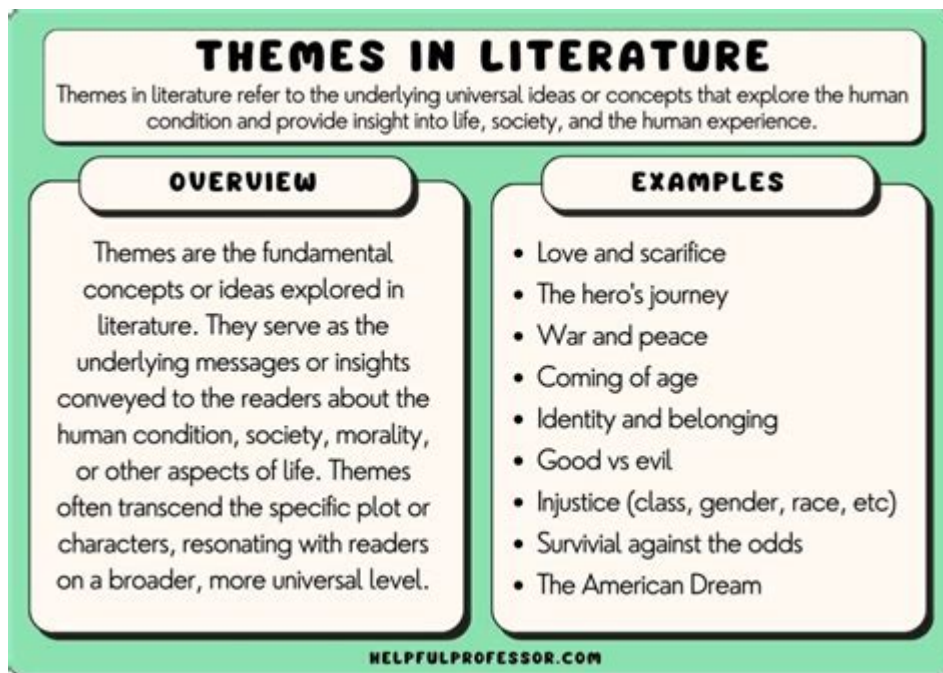 THEMES IN LITERATURE
Themes in literature refer to the underlying universal ideas or concepts that explore the human
condition and provide insight into life, society, and the human experience.
OVERVIEW
Themes are the fundamental
concepts or ideas explored in
literature. They serve as the
underlying messages or insights
conveyed to the readers about the
human condition, society, morality,
or other aspects of life. Themes
often transcend the specific plot or
characters, resonating with readers
on a broader, more universal level.
EXAMPLES
• Love and scarifice
• The hero's journey
• War and peace
• Coming of age
• Identity and belonging
• Good vs evil
• Injustice (class, gender, race, etc)
• Survivial against the odds
• The American Dream
HELPFULPROFESSOR.COM